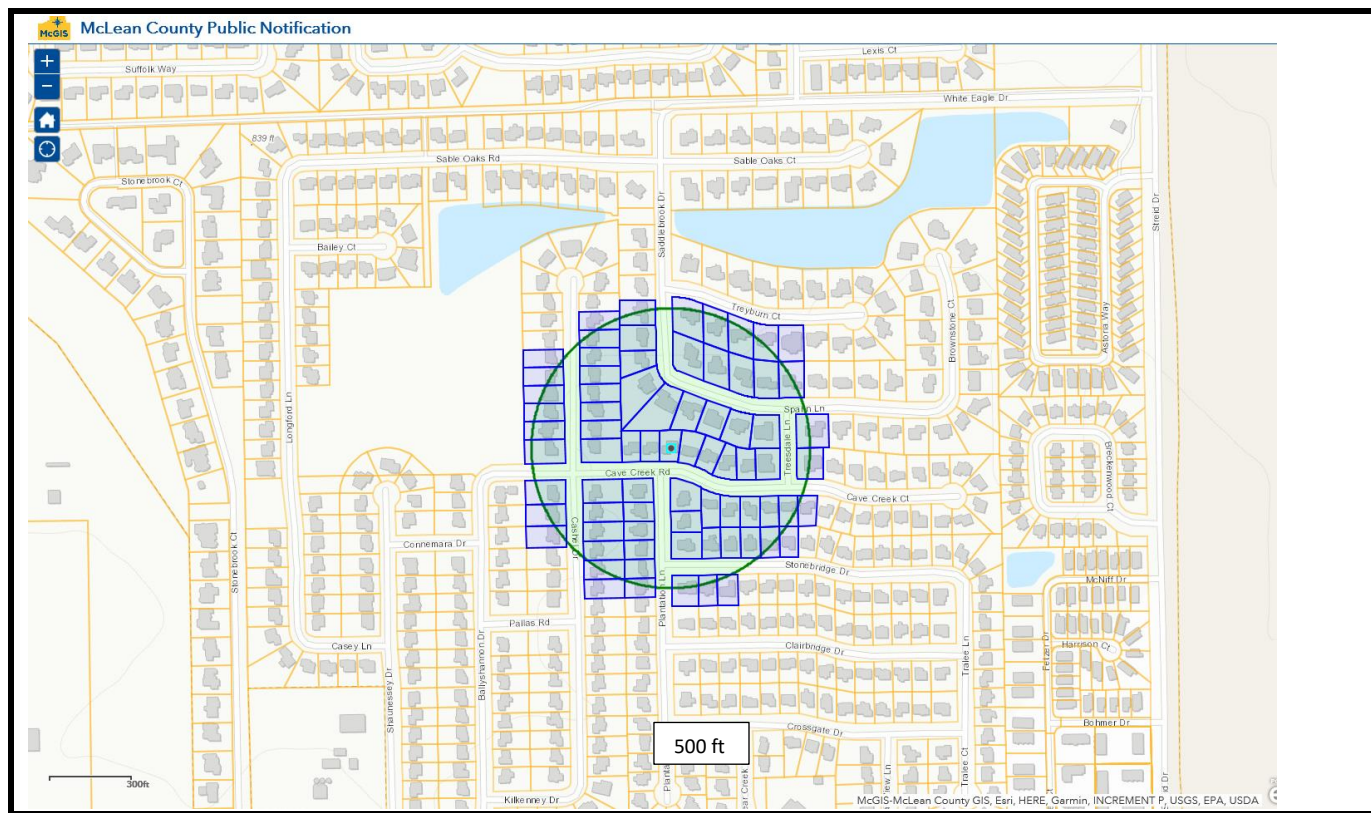 McGIS
McLean County Public Notification
+
−
Lexis Ct
Suffolk Way
White Eagle Dr
839 ft
Sable Oaks Rd
Sable Oaks Ct
Stonebrook Ct
Saddlebrook Dr
Streid Dr
Bailey Ct
Treyburn Ct
Brownstone Ct
Astoria Way
Longford Ln
Spahn Ln
Treesdale Ln
Cave Creek Rd
Cave Creek Ct
Breckenwood Ct
Castle Dr
Connemara Dr
Stonebrook Ct
Stonebridge Dr
McNiff Dr
Plantation Ln
Pallas Rd
Casey Ln
Clairbridge Dr
Tralee Ln
Fetzer Dr
Harrison Ct
Ballyshannon Dr
Shaunessey Dr
Crossgate Dr
Bohmer Dr
500 ft
Tralee Ct
300ft
Kilkenney Dr
McGIS-McLean County GIS, Esri, HERE, Garmin, INCREMENT P, USGS, EPA, USDA